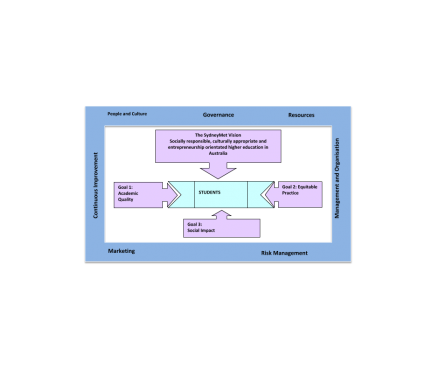 People and Culture
Governance
Resources
The SydneyMet Vision
Socially responsible, culturally appropriate and
entrepreneurship orientated higher education in
Australia
Continuous Improvement
Management and Organisation
Goal 1:
Academic
Quality
STUDENTS
Goal 2: Equitable
Practice
Goal 3:
Social Impact
Marketing
Risk Management